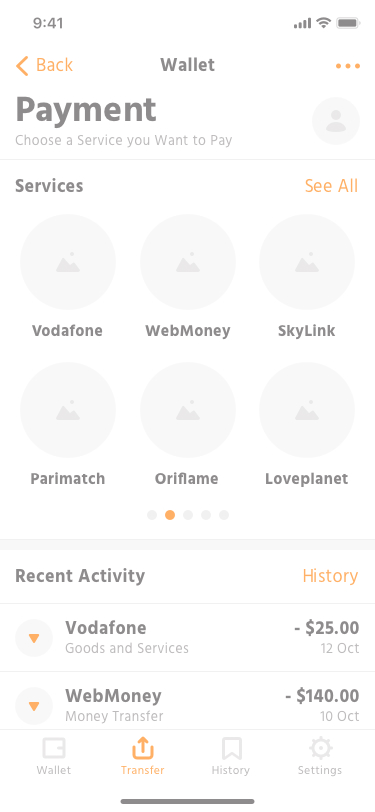 9:41
Back Wallet
Payment
Choose a Service you Want to Pay
Services See All
Vodafone WebMoney SkyLink
Parimatch Oriflame Loveplanet
Recent Activity History
Vodafone - $25.00
Goods and Services 12 Oct
WebMoney - $140.00
Money Transfer 10 Oct
Wallet Transfer History Settings